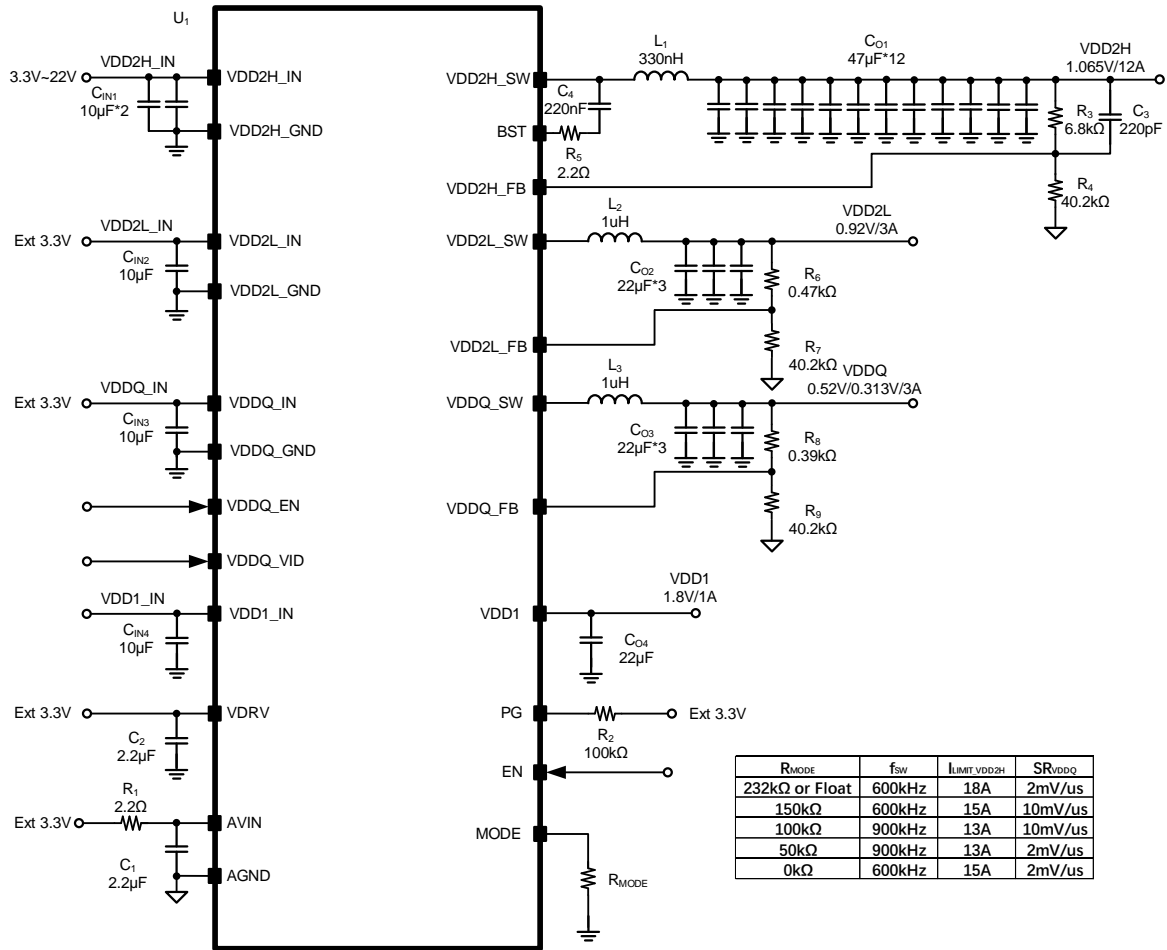 U1
VDD2H_IN
3.3V~22V
CIN1
10µF*2
VDD2H_IN
VDD2H_GND
VDD2L_IN
Ext 3.3V
CIN2
10µF
VDD2L_IN
VDD2L_GND
VDDQ_IN
Ext 3.3V
CIN3
10µF
VDDQ_IN
VDDQ_GND
VDDQ_EN
VDDQ_VID
VDD1_IN
CIN4
10µF
VDD1_IN
Ext 3.3V
VDRV
C2
2.2µF
R1
2.2Ω
Ext 3.3V
AVIN
C1
2.2µF
AGND
VDD2H_SW
BST
VDD2H_FB
VDD2L_SW
VDD2L_FB
VDDQ_SW
VDDQ_FB
VDD1
PG
EN
MODE
L1
330nH
CO1
47µF*12
VDD2H
1.065V/12A
C4
220nF
R5
2.2Ω
R3
6.8kΩ
C3
220pF
R4
40.2kΩ
L2
1uH
VDD2L
0.92V/3A
CO2
22µF*3
R6
0.47kΩ
R7
40.2kΩ
L3
1uH
VDDQ
0.52V/0.313V/3A
CO3
22µF*3
R8
0.39kΩ
R9
40.2kΩ
VDD1
1.8V/1A
CO4
22µF
R2
100kΩ
Ext 3.3V
RMODE
RMODE fSW ILIMIT_VDD2H SRVDDQ
232kΩ or Float 600kHz 18A 2mV/us
150kΩ 600kHz 15A 10mV/us
100kΩ 900kHz 13A 10mV/us
50kΩ 900kHz 13A 2mV/us
0kΩ 600kHz 15A 2mV/us